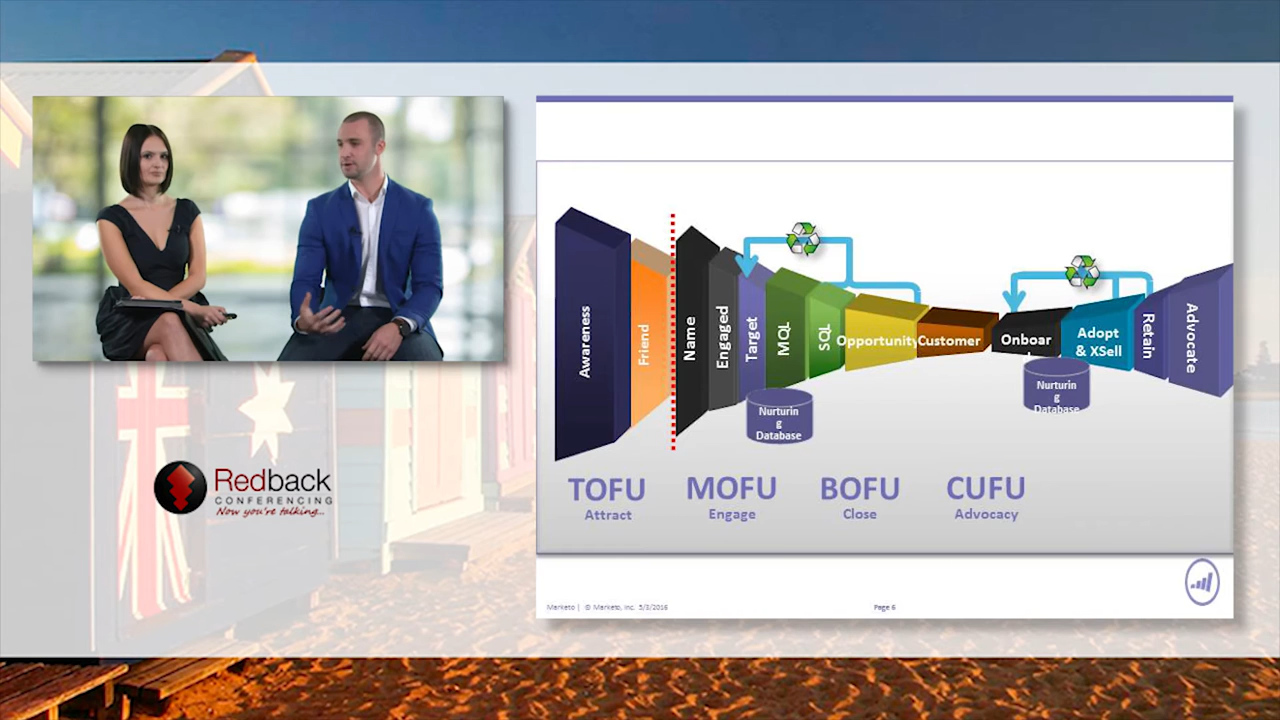 Redback
CONFERENCING
Now you're talking...
Awareness
Friend
Name
Engaged
Target
MQL
SQL
Opportunity
Customer
Onboar
Adopt
& XSell
Retain
Advocate
Nurturin
g
Database
Nurturin
g
Database
TOFU
Attract
MOFU
Engage
BOFU
Close
CUFU
Advocacy
Marketo | © Marketo, Inc. 5/3/2016
Page 6